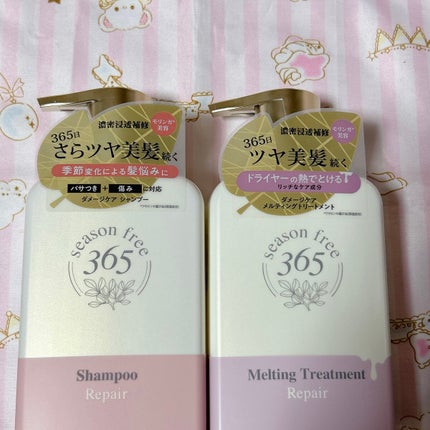 濃密浸透補修
モリンガ*
美容
365日
さらツヤ美髪続く
季節変化による髪悩みに
パサつき+傷みに対応
ダメージケア シャンプー
season free
365
Shampoo
Repair
濃密浸透補修
モリンガ*
美容
365日
ツヤ美髪続く
ドライヤーの熱でとける
リッチなケア成分
ダメージケア
メルティングトリートメント
season free
365
Melting Treatment
Repair